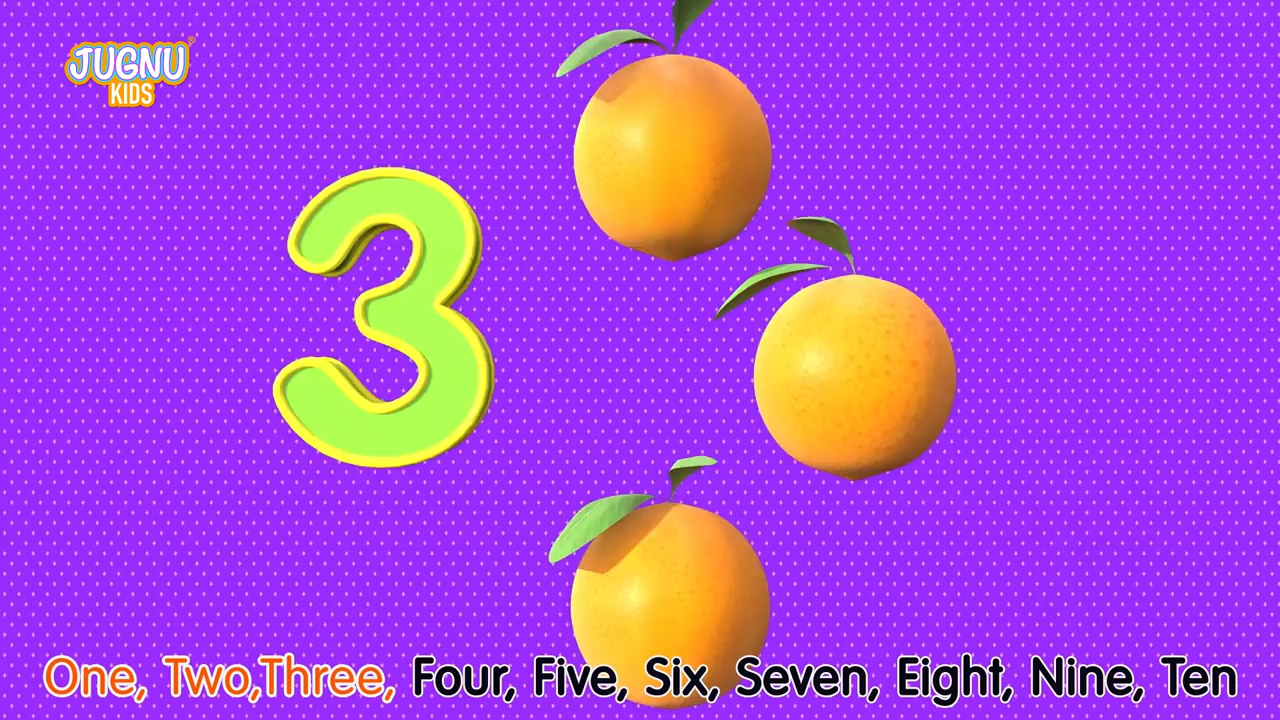 JUGNU®
KIDS
3
One, Two,Three, Four, Five, Six, Seven, Eight, Nine, Ten